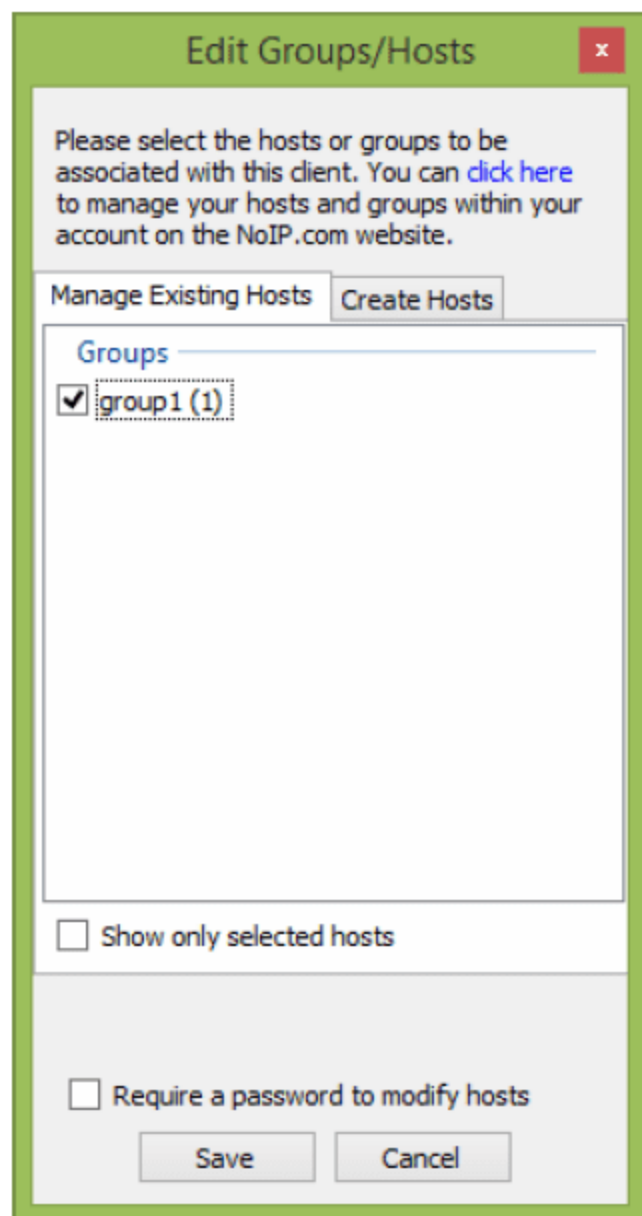 Edit Groups/Hosts
x
Please select the hosts or groups to be
associated with this client. You can click here
to manage your hosts and groups within your
account on the NoIP.com website.
Manage Existing Hosts
Create Hosts
Groups
group1 (1)
Show only selected hosts
Require a password to modify hosts
Save
Cancel